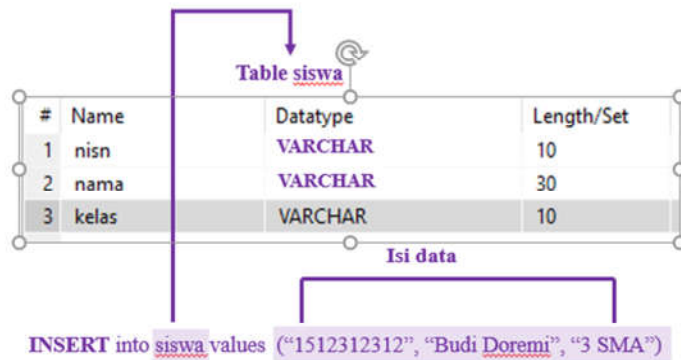 Table siswa
# Name Datatype Length/Set
1 nisn VARCHAR 10
2 nama VARCHAR 30
3 kelas VARCHAR 10
Isi data
INSERT into siswa values (“1512312312”, “Budi Doremi”, “3 SMA”)